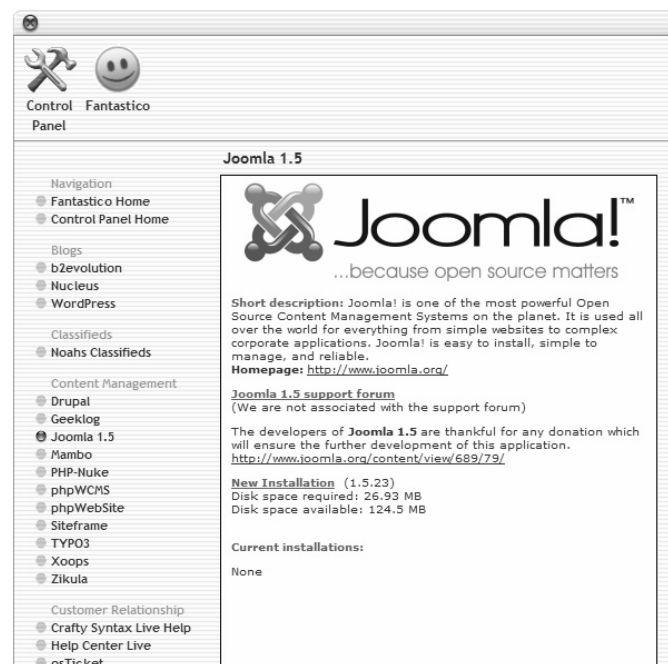 Control Panel
Fantastico
Joomla 1.5
Navigation
Fantastico Home
Control Panel Home
Blogs
b2evolution
Nucleus
WordPress
Classifieds
Noahs Classifieds
Content Management
Drupal
Geeklog
Joomla 1.5
Mambo
PHP-Nuke
phpWCMS
phpWebSite
Siteframe
TYPO3
Xoops
Zikula
Customer Relationship
Crafty Syntax Live Help
Help Center Live
osTicket
Joomla!™
...because open source matters
Short description: Joomla! is one of the most powerful Open
Source Content Management Systems on the planet. It is used all
over the world for everything from simple websites to complex
corporate applications. Joomla! is easy to install, simple to
manage, and reliable.
Homepage: http://www.joomla.org/
Joomla 1.5 support forum
(We are not associated with the support forum)
The developers of Joomla 1.5 are thankful for any donation which
will ensure the further development of this application.
http://www.joomla.org/content/view/689/79/
New Installation (1.5.23)
Disk space required: 26.93 MB
Disk space available: 124.5 MB
Current installations:
None